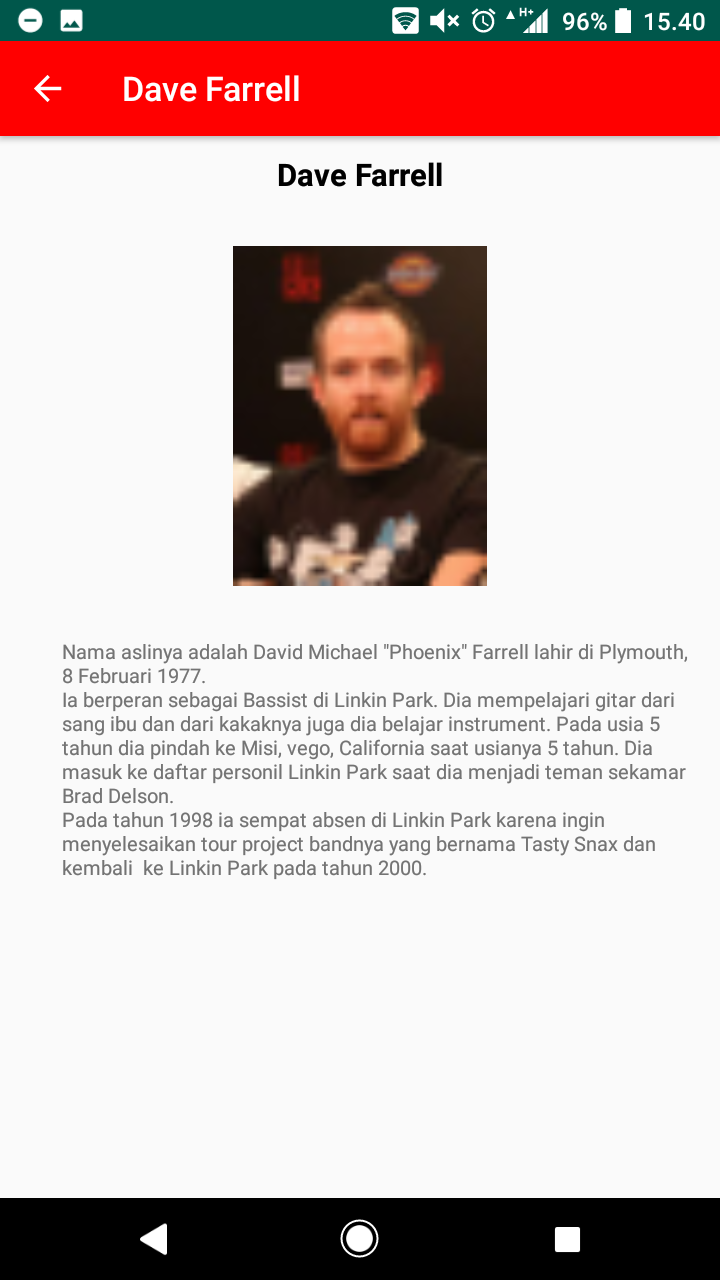 96% 15.40
Dave Farrell
Dave Farrell
Nama aslinya adalah David Michael "Phoenix" Farrell lahir di Plymouth,
8 Februari 1977.
Ia berperan sebagai Bassist di Linkin Park. Dia mempelajari gitar dari
sang ibu dan dari kakaknya juga dia belajar instrument. Pada usia 5
tahun dia pindah ke Misi, vego, California saat usianya 5 tahun. Dia
masuk ke daftar personil Linkin Park saat dia menjadi teman sekamar
Brad Delson.
Pada tahun 1998 ia sempat absen di Linkin Park karena ingin
menyelesaikan tour project bandnya yang bernama Tasty Snax dan
kembali  ke Linkin Park pada tahun 2000.